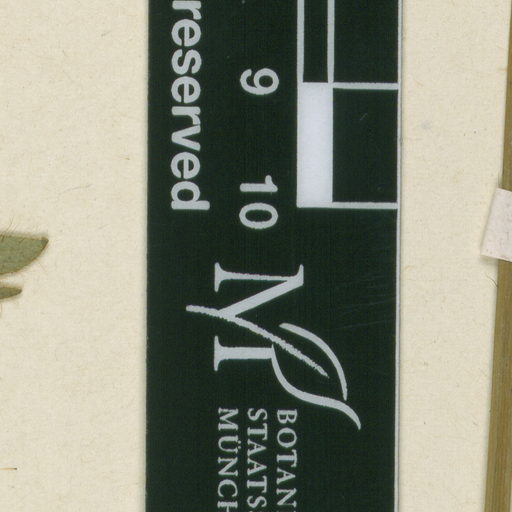 reserved
9 10
M
BOTAN
STAATS
MÜNCH